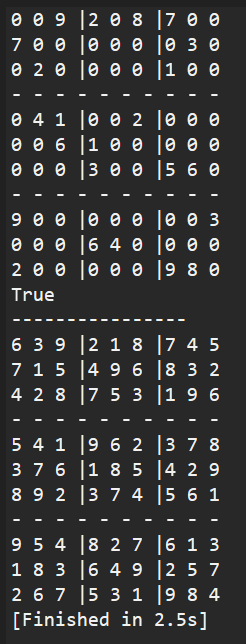 0 0 9 |2 0 8 |7 0 0
7 0 0 |0 0 0 |0 3 0
0 2 0 |0 0 0 |1 0 0
- - - - - - - - - -
0 4 1 |0 0 2 |0 0 0
0 0 6 |1 0 0 |0 0 0
0 0 0 |3 0 0 |5 6 0
- - - - - - - - - -
9 0 0 |0 0 0 |0 0 3
0 0 0 |6 4 0 |0 0 0
2 0 0 |0 0 0 |9 8 0
True
----------------
6 3 9 |2 1 8 |7 4 5
7 1 5 |4 9 6 |8 3 2
4 2 8 |7 5 3 |1 9 6
- - - - - - - - - -
5 4 1 |9 6 2 |3 7 8
3 7 6 |1 8 5 |4 2 9
8 9 2 |3 7 4 |5 6 1
- - - - - - - - - -
9 5 4 |8 2 7 |6 1 3
1 8 3 |6 4 9 |2 5 7
2 6 7 |5 3 1 |9 8 4
[Finished in 2.5s]